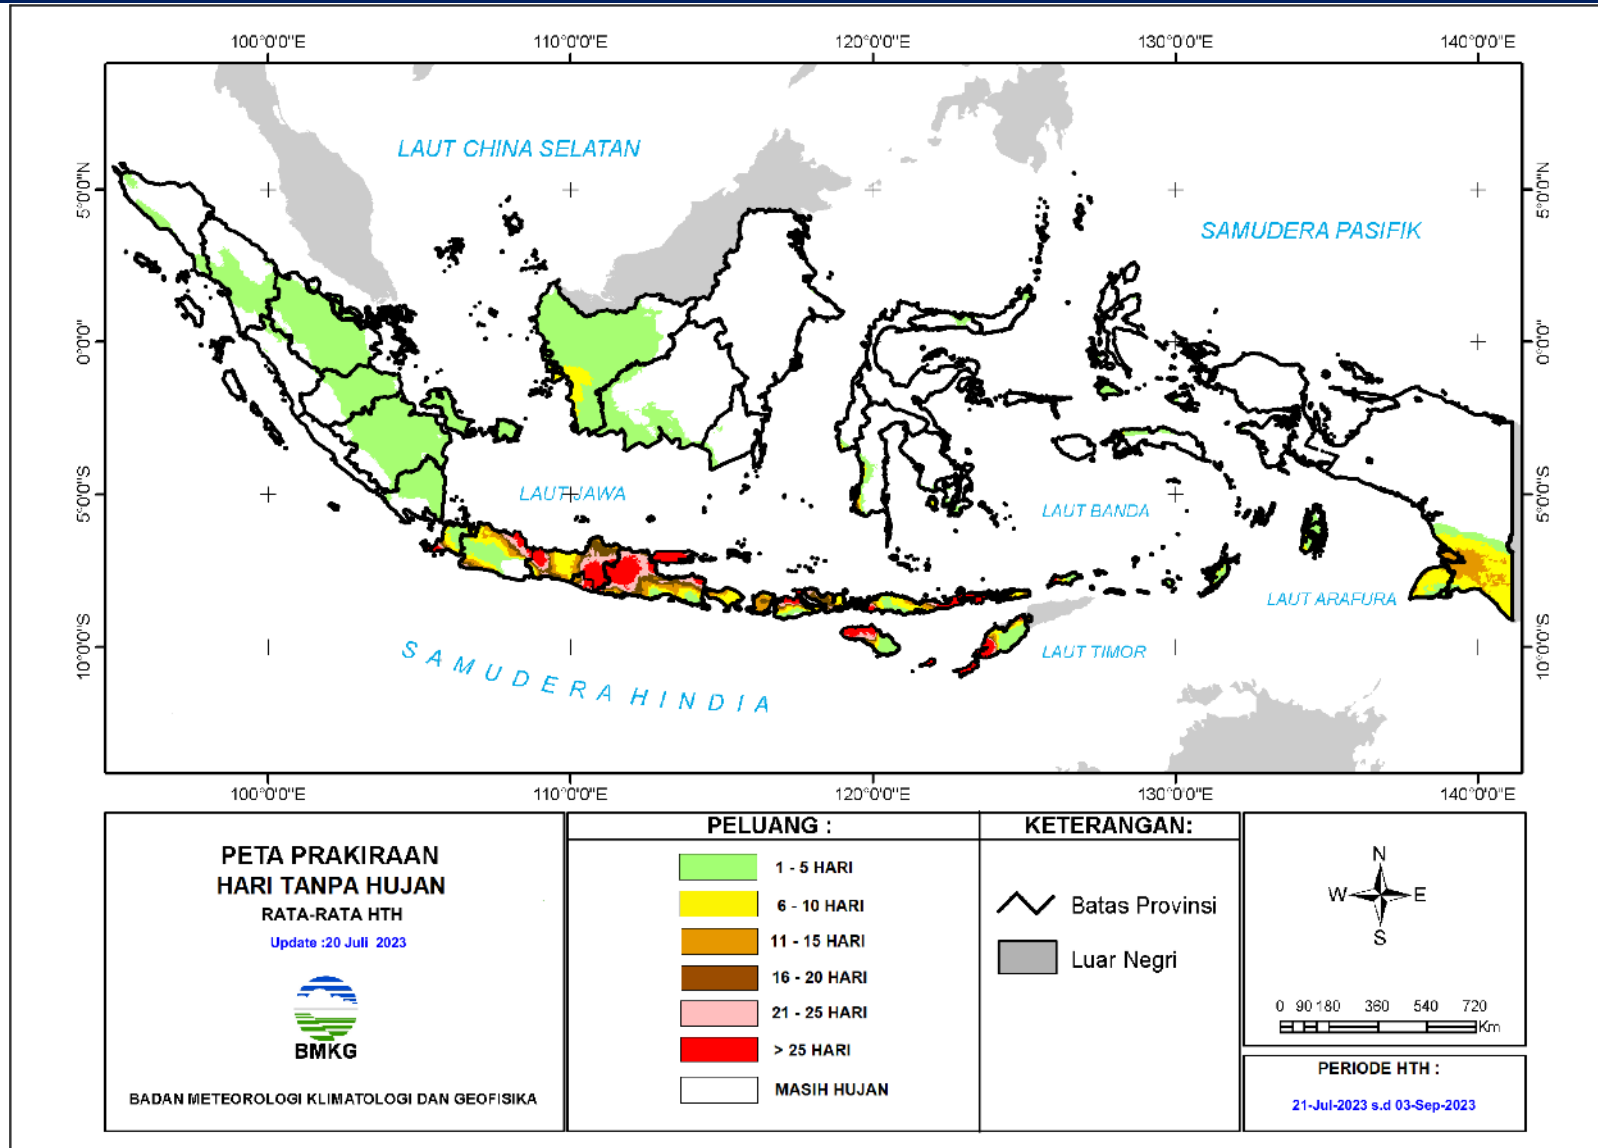 100°0'0"E 110°0'0"E 120°0'0"E 130°0'0"E 140°0'0"E
LAUT CHINA SELATAN
5°0'0"N 5°0'0"N
SAMUDERA PASIFIK
0°0'0" 0°0'0"
LAUT JAWA
5°0'0"S 5°0'0"S
LAUT BANDA
LAUT ARAFURA
10°0'0"S 10°0'0"S
LAUT TIMOR
SAMUDERA HINDIA
100°0'0"E 110°0'0"E 120°0'0"E 130°0'0"E 140°0'0"E
PETA PRAKIRAAN
HARI TANPA HUJAN
RATA-RATA HTH
Update :20 Juli 2023
BMKG
BADAN METEOROLOGI KLIMATOLOGI DAN GEOFISIKA
PELUANG :
1 - 5 HARI
6 - 10 HARI
11 - 15 HARI
16 - 20 HARI
21 - 25 HARI
> 25 HARI
MASIH HUJAN
KETERANGAN:
Batas Provinsi
Luar Negri
N
W E
S
0 90 180 360 540 720
Km
PERIODE HTH :
21-Jul-2023 s.d 03-Sep-2023